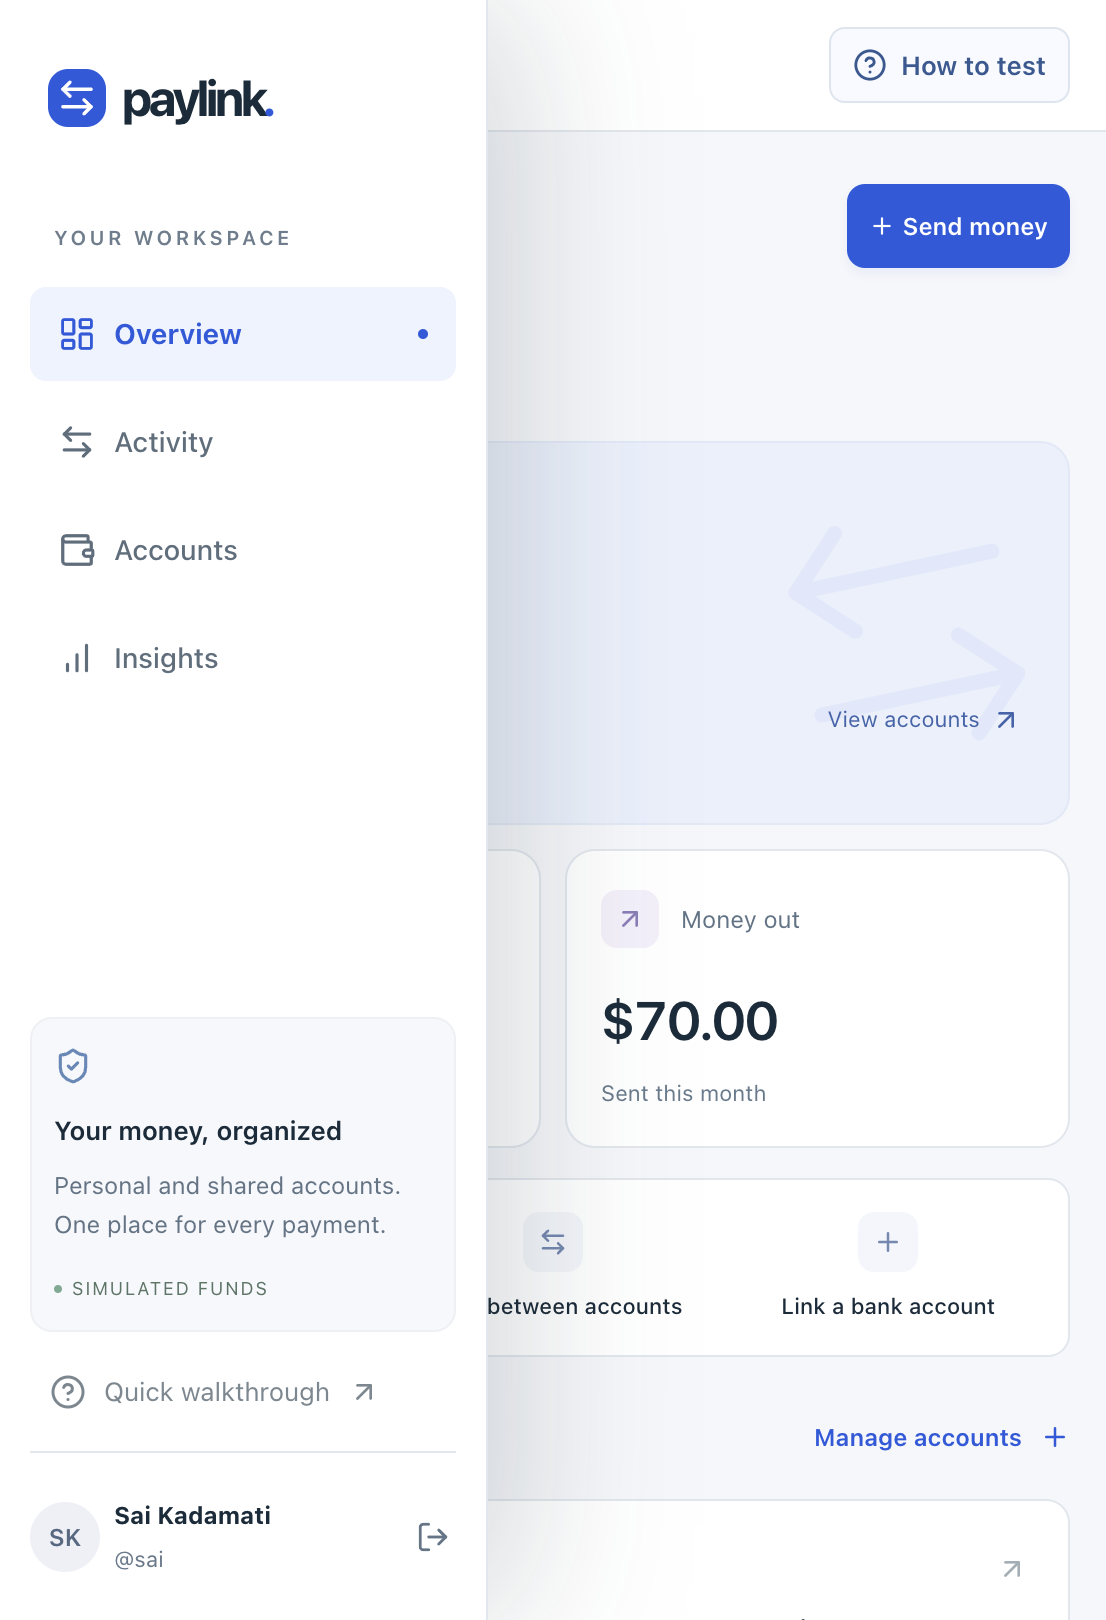 paylink.
YOUR WORKSPACE
Overview
Activity
Accounts
Insights
Your money, organized
Personal and shared accounts.
One place for every payment.
SIMULATED FUNDS
Quick walkthrough
SK
Sai Kadamati
@sai
How to test
+ Send money
View accounts
Money out
$70.00
Sent this month
between accounts
Link a bank account
Manage accounts +